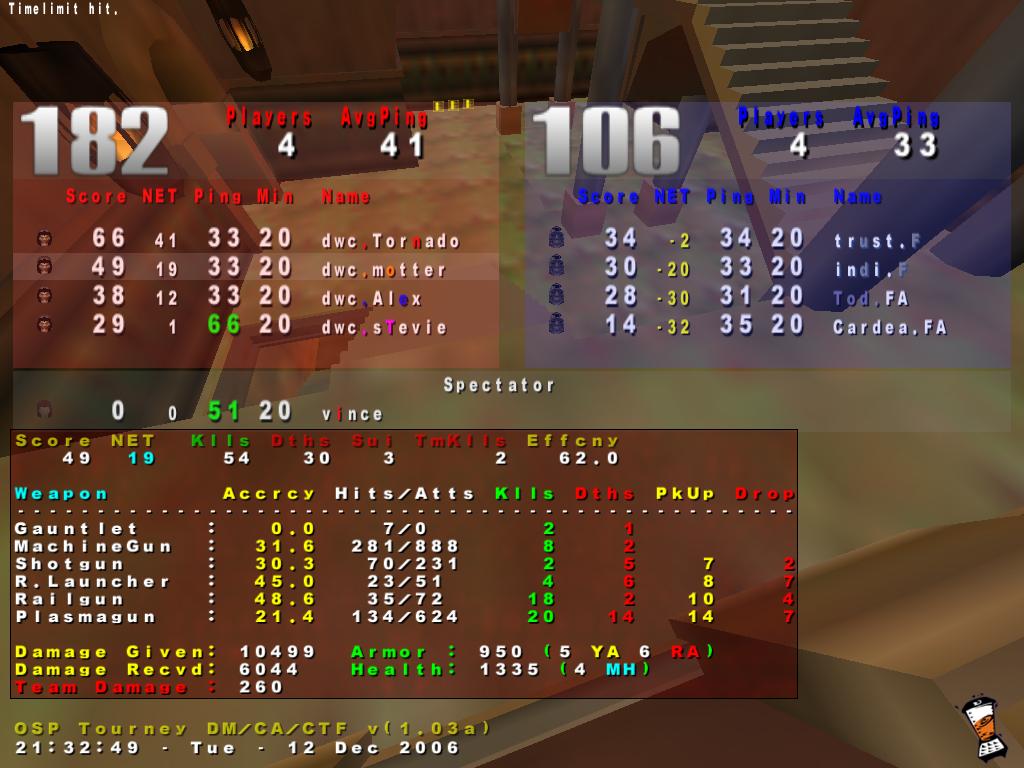 Timelimit hit.
182 Players AvgPing
4 41
Score NET Ping Min Name
66 41 33 20 dwc.Tornado
49 19 33 20 dwc.motter
38 12 33 20 dwc.Alex
29 1 66 20 dwc.sTevie
106 Players AvgPing
4 33
Score NET Ping Min Name
34 -2 34 20 trust.F
30 -20 33 20 indi.F
28 -30 31 20 Tod.FA
14 -32 35 20 Cardea.FA
Spectator
0 0 51 20 vince
Score NET Klls Dths Sui TmKlls Effcny
49 19 54 30 3 2 62.0
Weapon Accrcy Hits/Atts Klls Dths PkUp Drop
Gauntlet : 0.0 7/0 2 1
MachineGun : 31.6 281/888 8 2
Shotgun : 30.3 70/231 2 5 7 2
R.Launcher : 45.0 23/51 4 6 8 7
Railgun : 48.6 35/72 18 2 10 4
Plasmagun : 21.4 134/624 20 14 14 7
Damage Given: 10499 Armor : 950 (5 YA 6 RA)
Damage Recvd: 6044 Health: 1335 (4 MH)
Team Damage : 260
OSP Tourney DM/CA/CTF v(1.03a)
21:32:49 - Tue - 12 Dec 2006